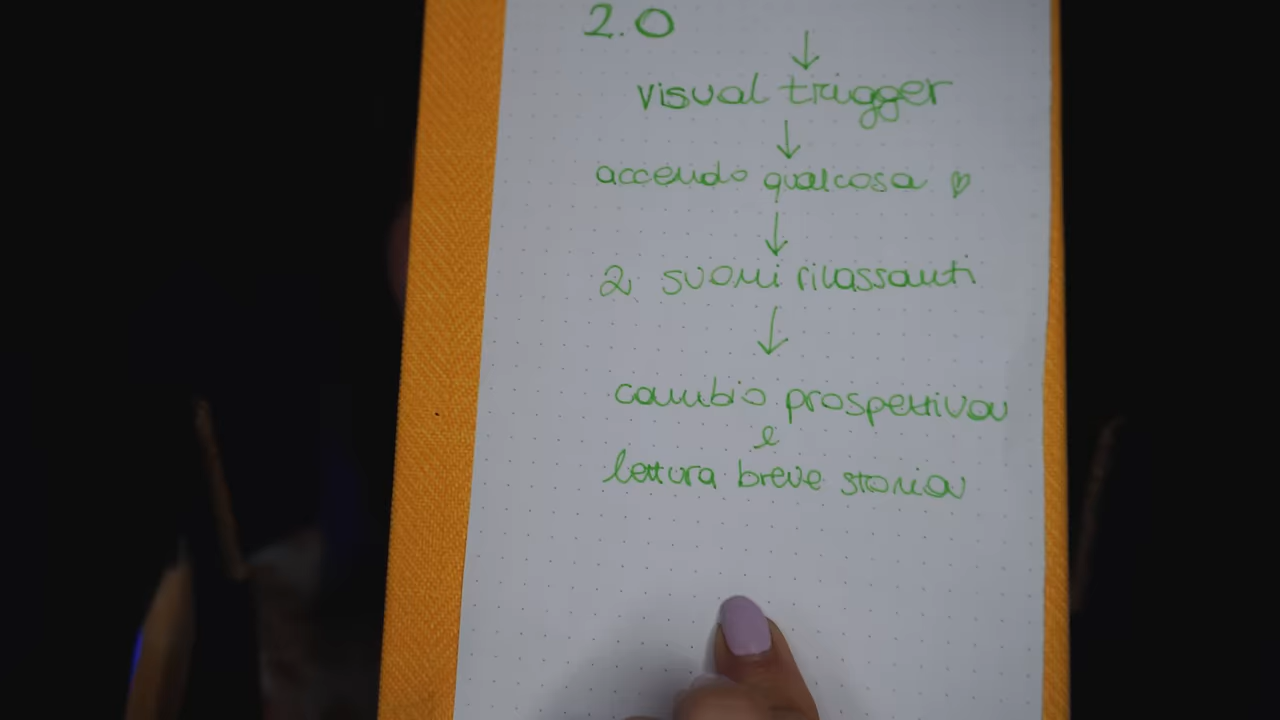 2.0
visual trigger
accendo qualcosa ♡
2 suoni rilassanti
cambio prospettiva
e
lettura breve storia